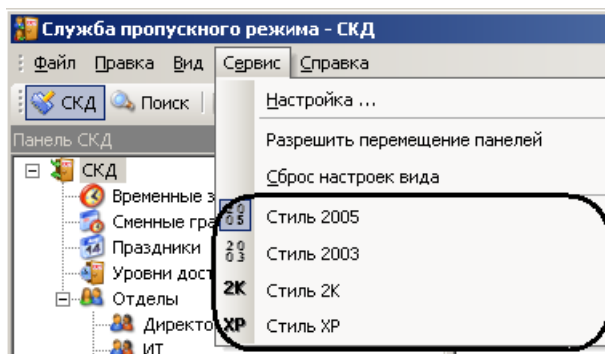 Служба пропускного режима - СКД
Файл Правка Вид Сервис Справка
СКД Поиск
Настройка ...
Панель СКД
Разрешить перемещение панелей
СКД
Сброс настроек вида
Временные з
Сменные гра
2005 Стиль 2005
Праздники
2003 Стиль 2003
Уровни дост
2K Стиль 2K
Отделы
Директо
XP Стиль XP
ИТ